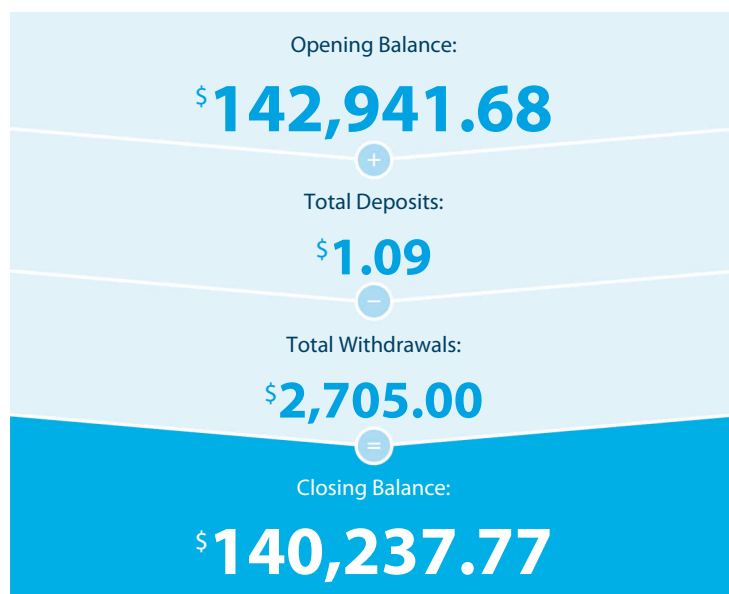 Opening Balance:
$142,941.68
+
Total Deposits:
$1.09
−
Total Withdrawals:
$2,705.00
=
Closing Balance:
$140,237.77